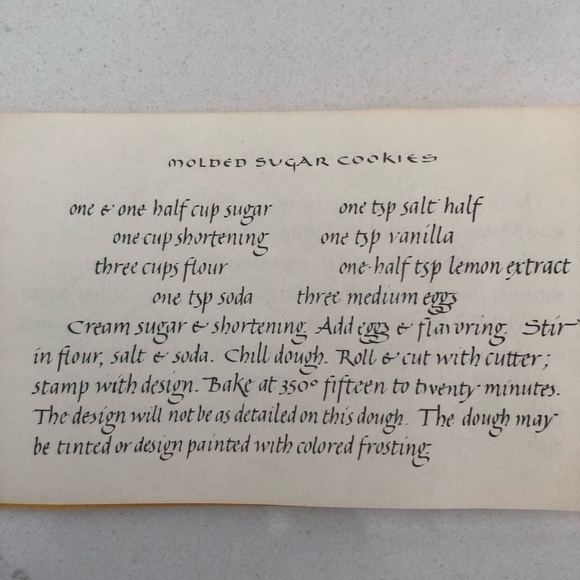 MOLDED SUGAR COOKIES
one & one half cup sugar one tsp salt half
one cup shortening one tsp vanilla
three cups flour one-half tsp lemon extract
one tsp soda three medium eggs
Cream sugar & shortening. Add eggs & flavoring. Stir
in flour, salt & soda. Chill dough. Roll & cut with cutter;
stamp with design. Bake at 350° fifteen to twenty minutes.
The design will not be as detailed on this dough. The dough may
be tinted or design painted with colored frosting.